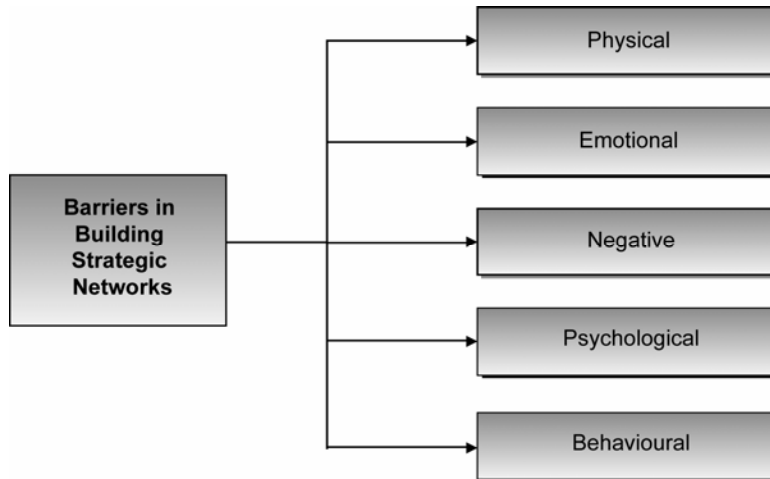 Barriers in
Building
Strategic
Networks
Physical
Emotional
Negative
Psychological
Behavioural